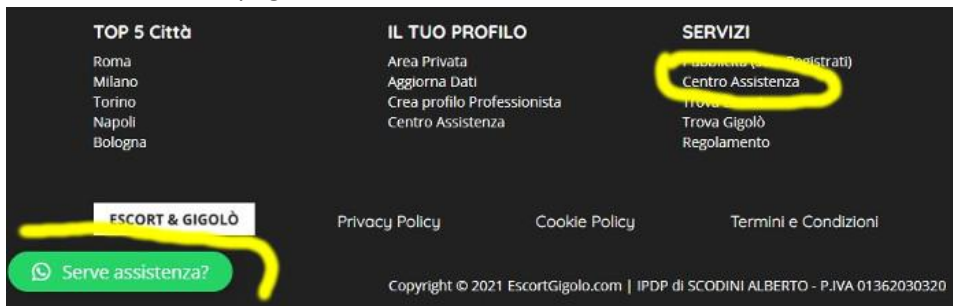 TOP 5 Città
Roma
Milano
Torino
Napoli
Bologna
IL TUO PROFILO
Area Privata
Aggiorna Dati
Crea profilo Professionista
Centro Assistenza
SERVIZI
Centro Assistenza
Trova Gigolò
Regolamento
ESCORT & GIGOLÒ
Privacy Policy
Cookie Policy
Termini e Condizioni
Serve assistenza?
Copyright © 2021 EscortGigolo.com | IPDP di SCODINI ALBERTO - P.IVA 01362030320